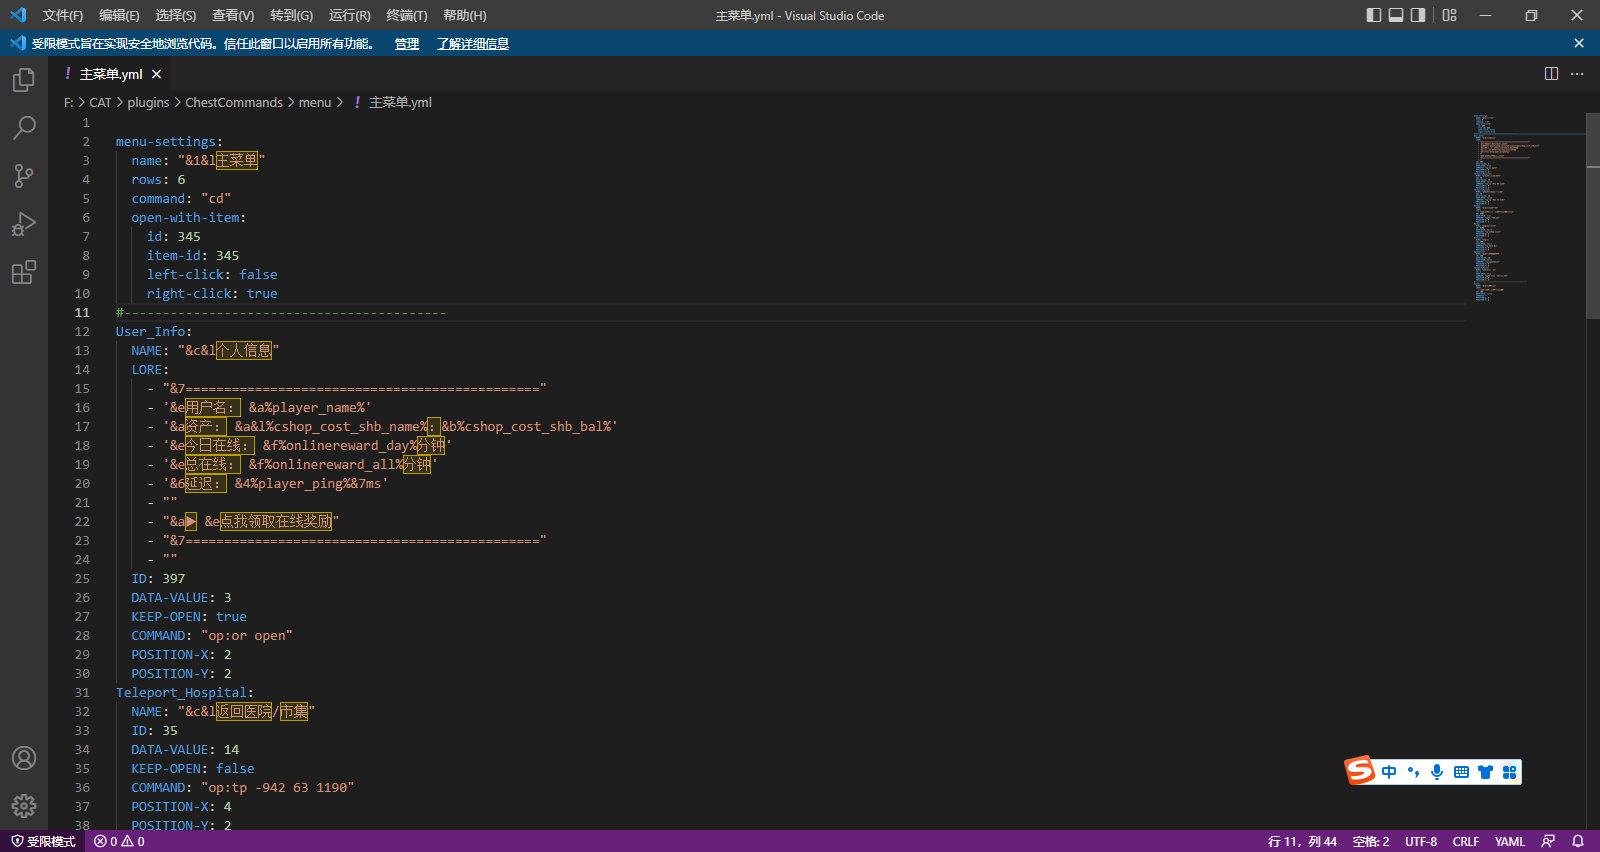 文件(F) 编辑(E) 选择(S) 查看(V) 转到(G) 运行(R) 终端(T) 帮助(H) 主菜单.yml - Visual Studio Code
受限模式旨在实现安全地浏览代码。信任此窗口以启用所有功能。 管理 了解详细信息
! 主菜单.yml
F: > CAT > plugins > ChestCommands > menu > ! 主菜单.yml
1
2 menu-settings:
3 name: "&1&l主菜单"
4 rows: 6
5 command: "cd"
6 open-with-item:
7 id: 345
8 item-id: 345
9 left-click: false
10 right-click: true
11 #------------------------------------------
12 User_Info:
13 NAME: "&c&l个人信息"
14 LORE:
15 - "&7=============================================="
16 - '&e用户名： &a%player_name%'
17 - '&a资产： &a&l%cshop_cost_shb_name%：&b%cshop_cost_shb_bal%'
18 - '&e今日在线： &f%onlinereward_day%分钟'
19 - '&e总在线： &f%onlinereward_all%分钟'
20 - '&6延迟： &4%player_ping%&7ms'
21 - ""
22 - "&a▶ &e点我领取在线奖励"
23 - "&7=============================================="
24 - ""
25 ID: 397
26 DATA-VALUE: 3
27 KEEP-OPEN: true
28 COMMAND: "op:or open"
29 POSITION-X: 2
30 POSITION-Y: 2
31 Teleport_Hospital:
32 NAME: "&c&l返回医院/市集"
33 ID: 35
34 DATA-VALUE: 14
35 KEEP-OPEN: false
36 COMMAND: "op:tp -942 63 1190"
37 POSITION-X: 4
38 POSITION-Y: 2
中
受限模式 0 0 行 11，列 44 空格: 2 UTF-8 CRLF YAML